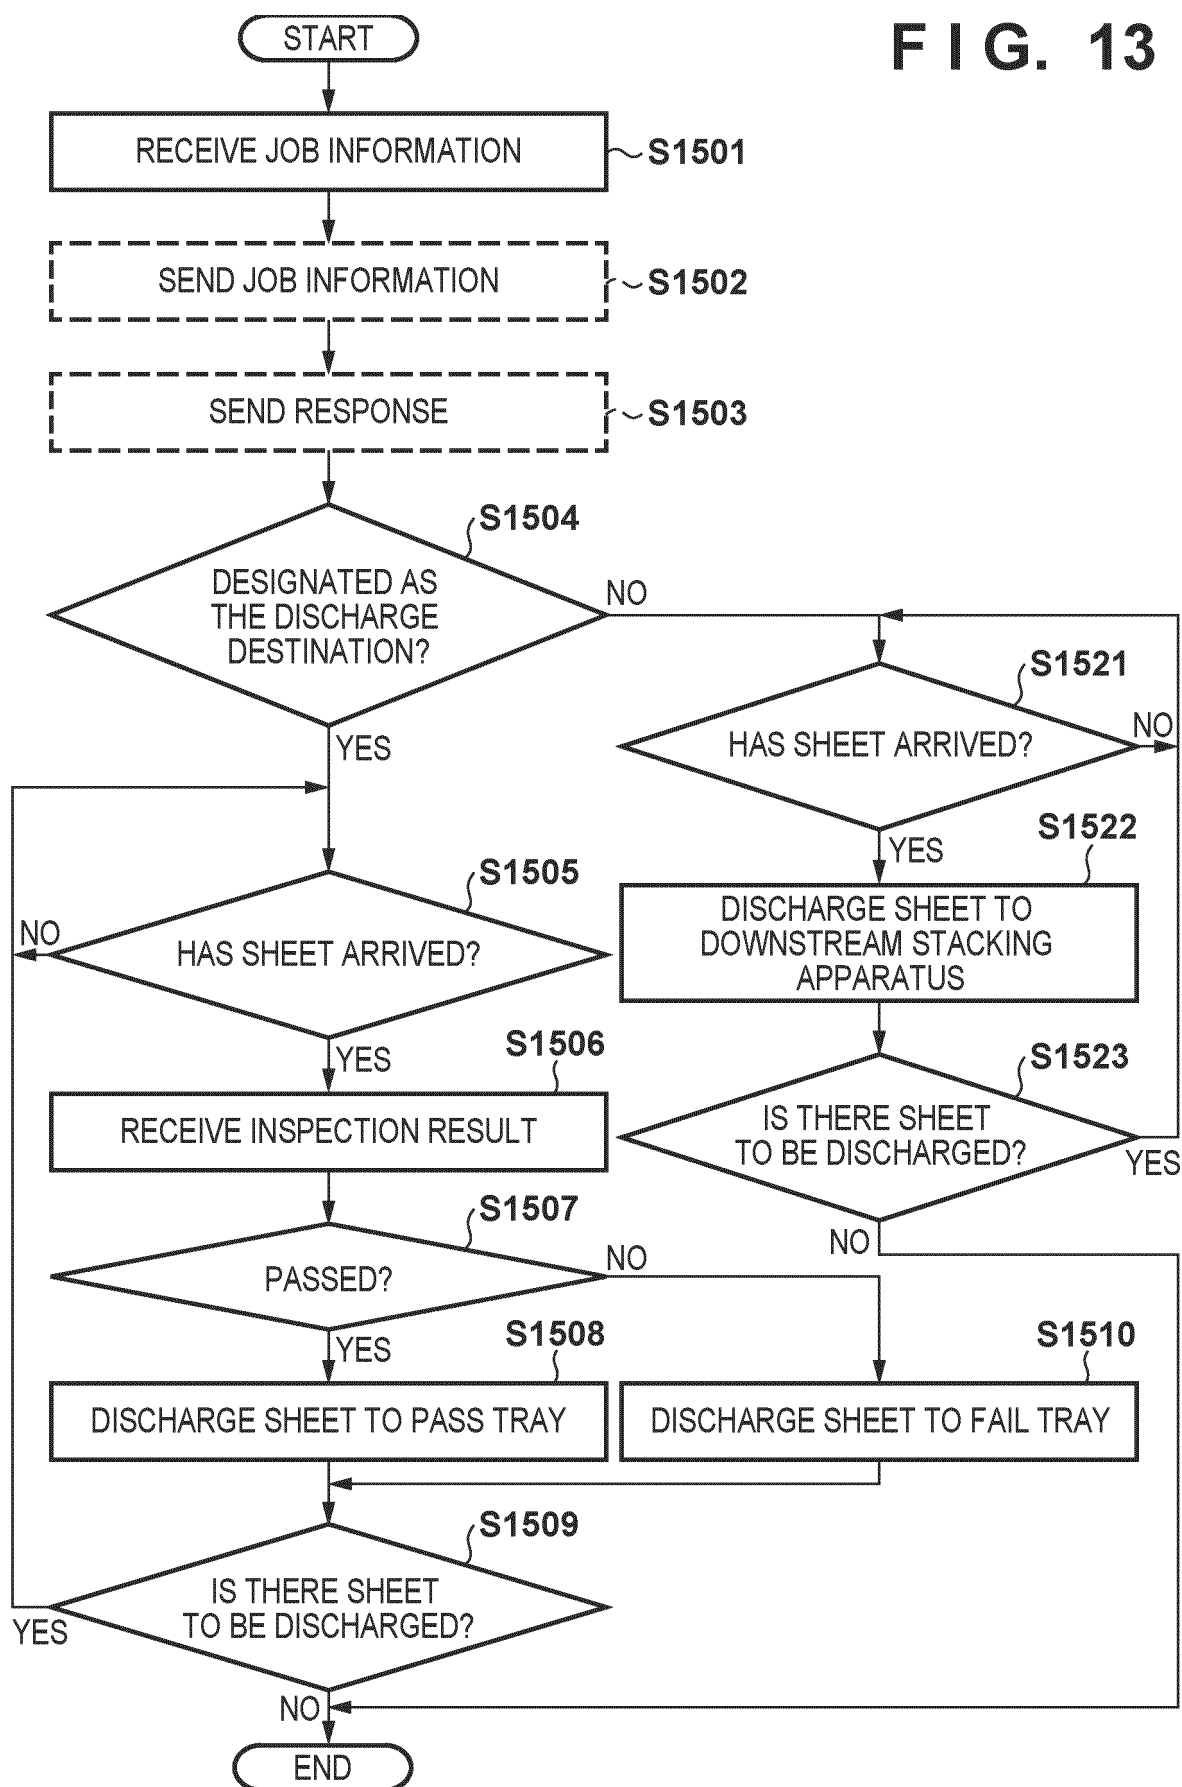 FIG. 13
START
RECEIVE JOB INFORMATION
S1501
SEND JOB INFORMATION
S1502
SEND RESPONSE
S1503
S1504
DESIGNATED AS
THE DISCHARGE
DESTINATION?
NO
YES
S1521
HAS SHEET ARRIVED?
NO
YES
S1522
DISCHARGE SHEET TO
DOWNSTREAM STACKING
APPARATUS
S1523
IS THERE SHEET
TO BE DISCHARGED?
YES
NO
S1505
HAS SHEET ARRIVED?
NO
YES
S1506
RECEIVE INSPECTION RESULT
S1507
PASSED?
NO
YES
S1508
DISCHARGE SHEET TO PASS TRAY
S1510
DISCHARGE SHEET TO FAIL TRAY
S1509
IS THERE SHEET
TO BE DISCHARGED?
YES
NO
END